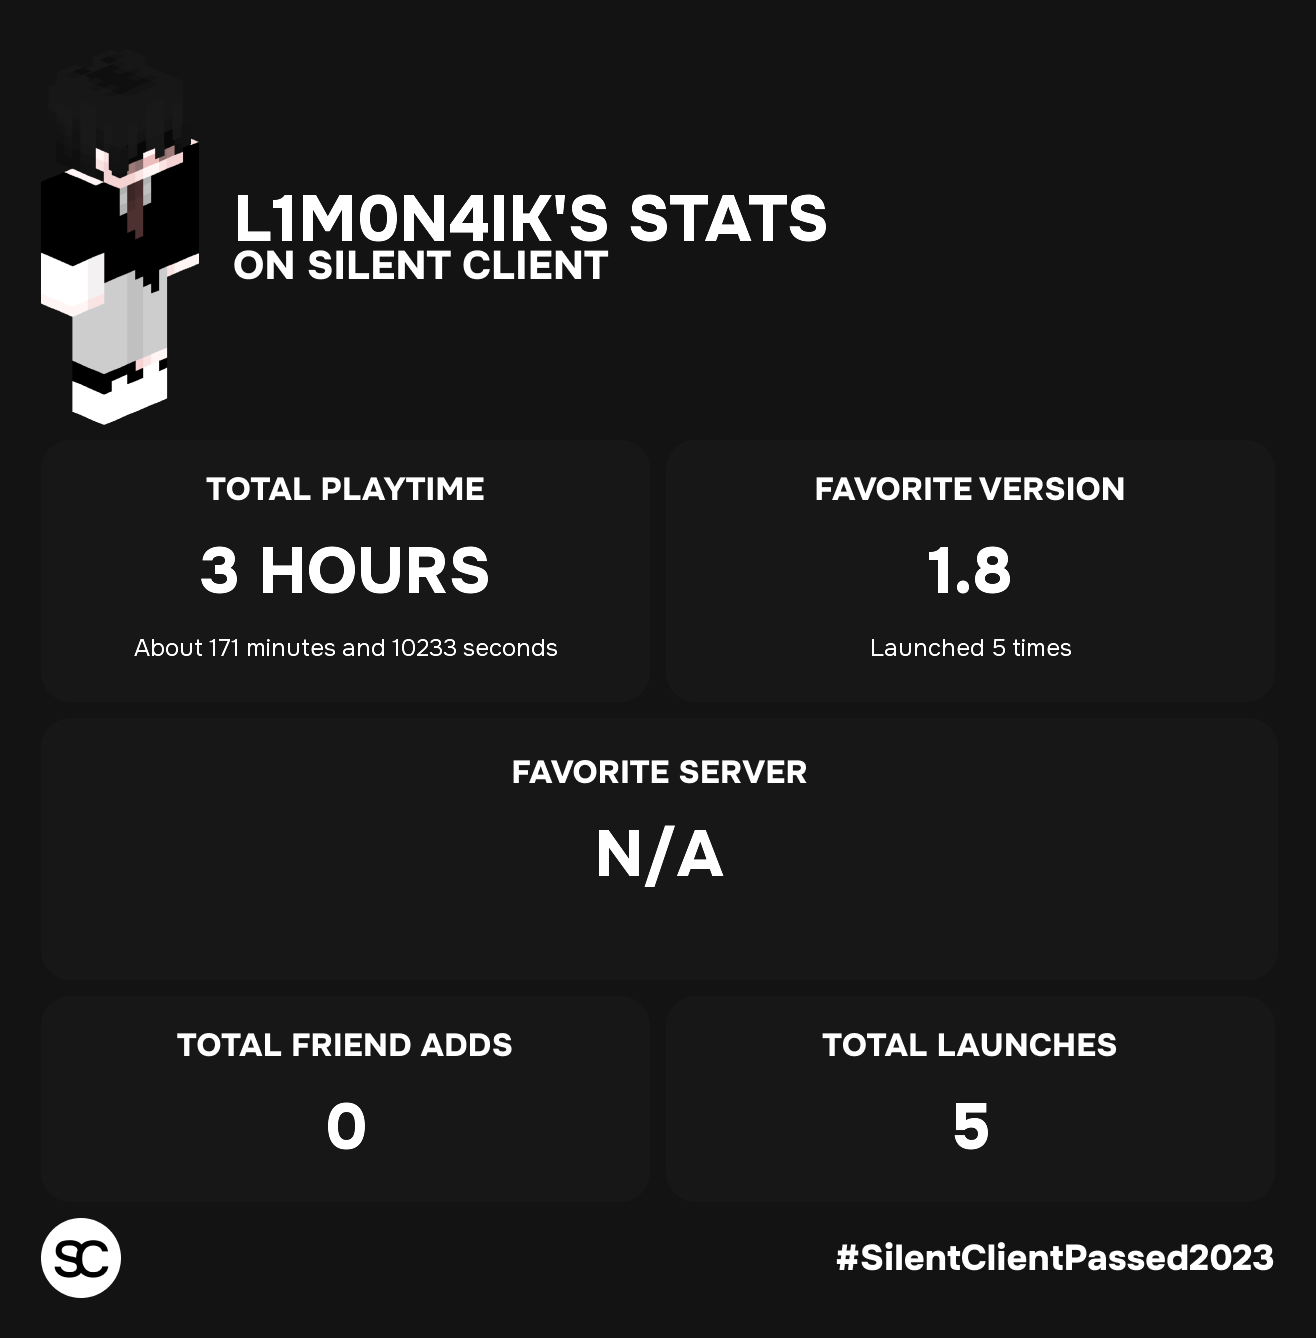 L1M0N4IK'S STATS
ON SILENT CLIENT
TOTAL PLAYTIME
3 HOURS
About 171 minutes and 10233 seconds
FAVORITE VERSION
1.8
Launched 5 times
FAVORITE SERVER
N/A
TOTAL FRIEND ADDS
0
TOTAL LAUNCHES
5
SC
#SilentClientPassed2023